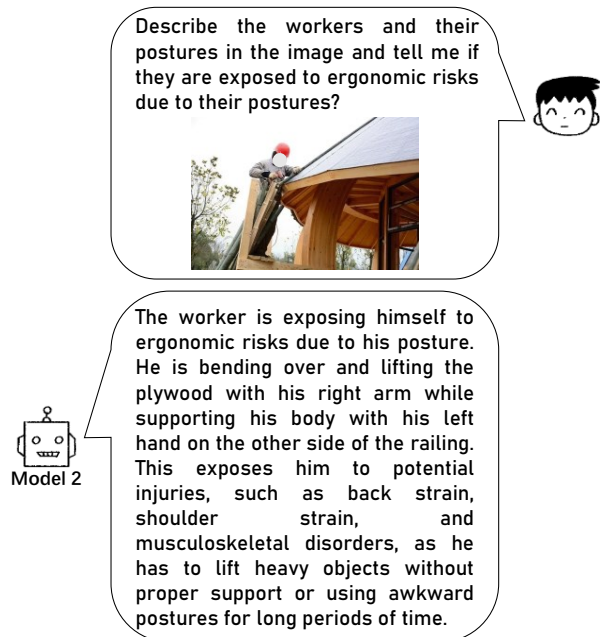 Describe the workers and their
postures in the image and tell me if
they are exposed to ergonomic risks
due to their postures?
The worker is exposing himself to
ergonomic risks due to his posture.
He is bending over and lifting the
plywood with his right arm while
supporting his body with his left
hand on the other side of the railing.
This exposes him to potential
injuries, such as back strain,
shoulder strain, and
musculoskeletal disorders, as he
has to lift heavy objects without
proper support or using awkward
postures for long periods of time.
Model 2